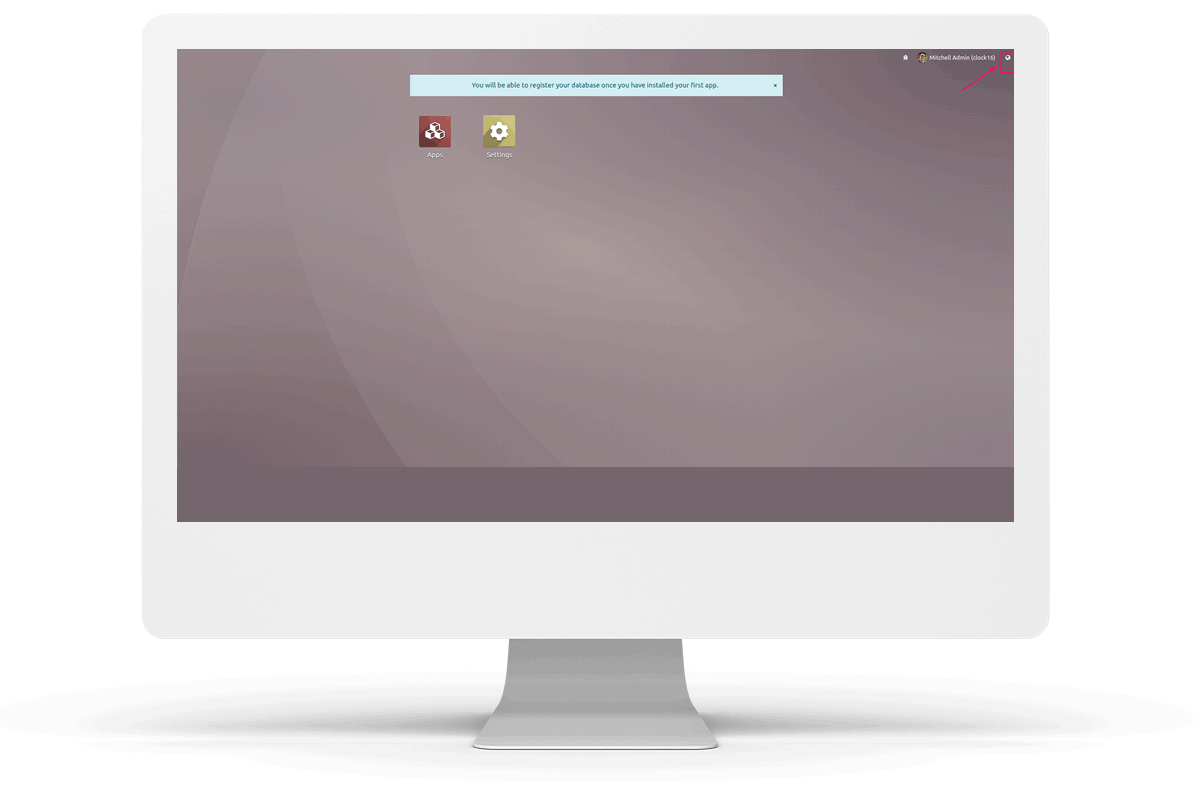 Mitchell Admin (clock16)
You will be able to register your database once you have installed your first app. ×
Apps Settings